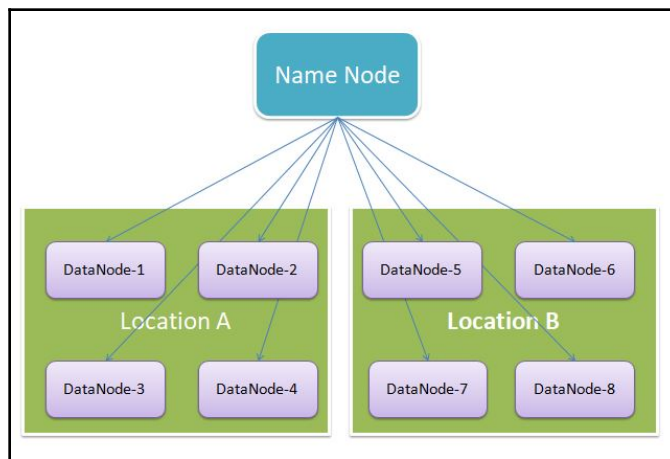 Name Node
DataNode-1
DataNode-2
Location A
DataNode-3
DataNode-4
DataNode-5
DataNode-6
Location B
DataNode-7
DataNode-8